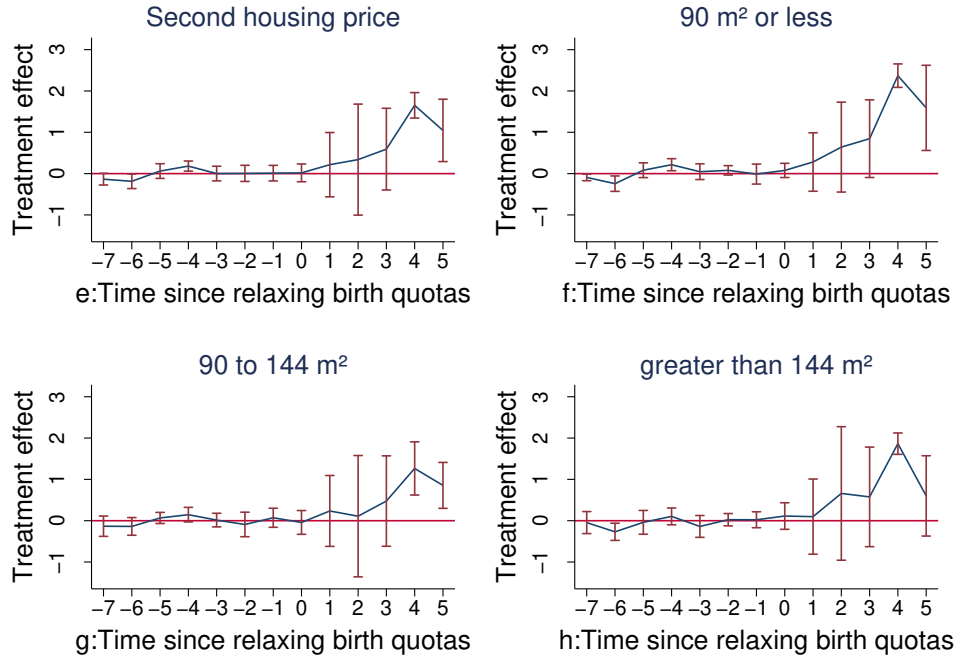 Second housing price
Treatment effect
3
2
1
0
−1
−7 −6 −5 −4 −3 −2 −1 0 1 2 3 4 5
e:Time since relaxing birth quotas
90 m² or less
Treatment effect
3
2
1
0
−1
−7 −6 −5 −4 −3 −2 −1 0 1 2 3 4 5
f:Time since relaxing birth quotas
90 to 144 m²
Treatment effect
3
2
1
0
−1
−7 −6 −5 −4 −3 −2 −1 0 1 2 3 4 5
g:Time since relaxing birth quotas
greater than 144 m²
Treatment effect
3
2
1
0
−1
−7 −6 −5 −4 −3 −2 −1 0 1 2 3 4 5
h:Time since relaxing birth quotas